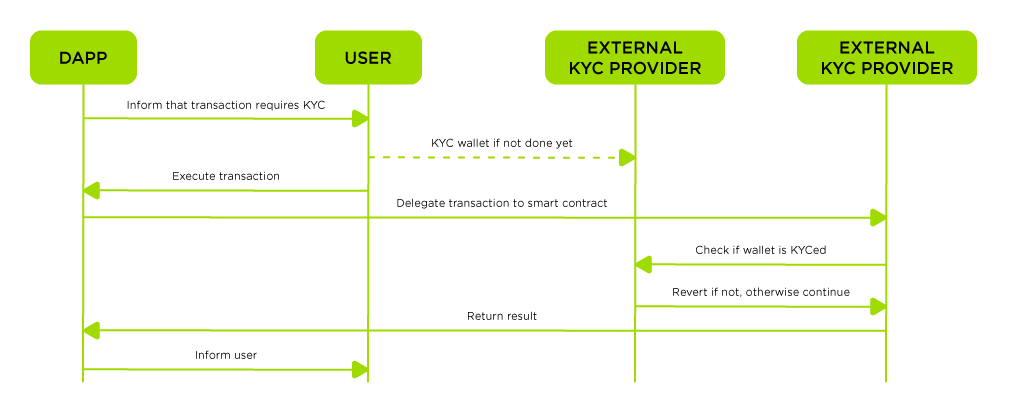 DAPP
USER
EXTERNAL
KYC PROVIDER
EXTERNAL
KYC PROVIDER
Inform that transaction requires KYC
KYC wallet if not done yet
Execute transaction
Delegate transaction to smart contract
Check if wallet is KYCed
Revert if not, otherwise continue
Return result
Inform user